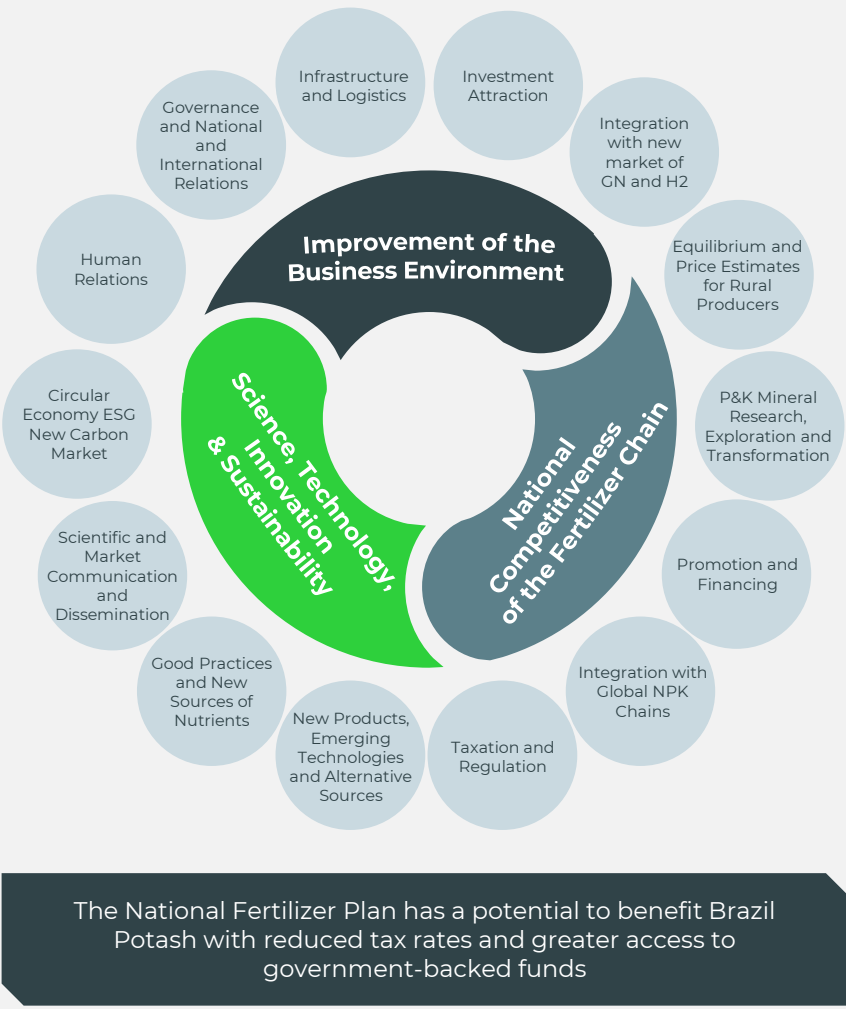 Infrastructure
and Logistics
Investment
Attraction
Governance
and National
and
International
Relations
Integration
with new
market of
GN and H2
Human
Relations
Improvement of the
Business Environment
Equilibrium and
Price Estimates
for Rural
Producers
Circular
Economy ESG
New Carbon
Market
Science, Technology,
Innovation
& Sustainability
National
Competitiveness
of the Fertilizer Chain
P&K Mineral
Research,
Exploration and
Transformation
Scientific and
Market
Communication
and
Dissemination
Promotion and
Financing
Good Practices
and New
Sources of
Nutrients
Integration with
Global NPK
Chains
New Products,
Emerging
Technologies
and Alternative
Sources
Taxation and
Regulation
The National Fertilizer Plan has a potential to benefit Brazil
Potash with reduced tax rates and greater access to
government-backed funds